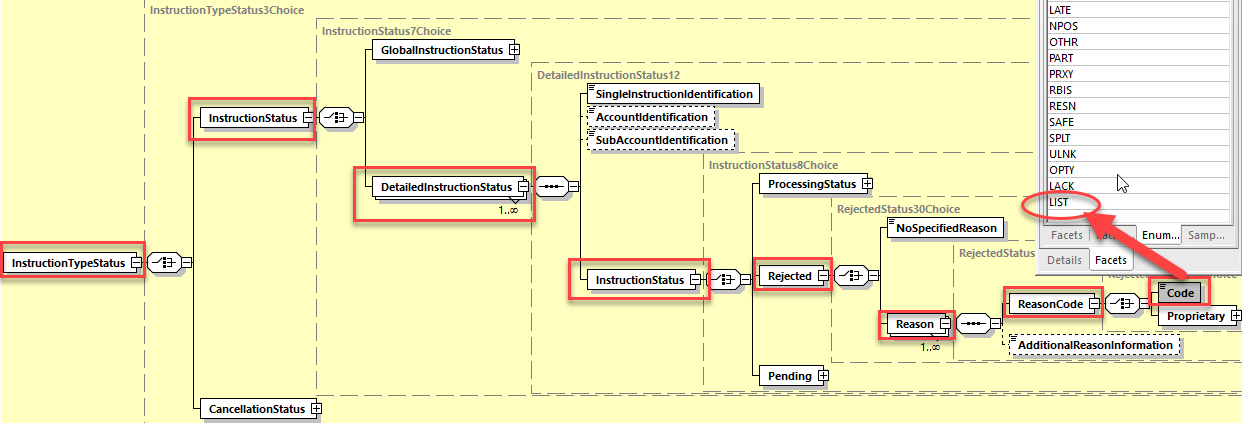 InstructionTypeStatus3Choice
InstructionStatus7Choice
GlobalInstructionStatus
DetailedInstructionStatus12
SingleInstructionIdentification
AccountIdentification
SubAccountIdentification
InstructionStatus
DetailedInstructionStatus
1..∞
InstructionStatus8Choice
ProcessingStatus
RejectedStatus30Choice
NoSpecifiedReason
RejectedStatus
InstructionTypeStatus
InstructionStatus
Rejected
Reason
1..∞
ReasonCode
Code
Proprietary
AdditionalReasonInformation
Pending
CancellationStatus
LATE
NPOS
OTHR
PART
PRXY
RBIS
RESN
SAFE
SPLT
ULNK
OPTY
LACK
LIST
Facets
Enum...
Samp...
Details
Facets